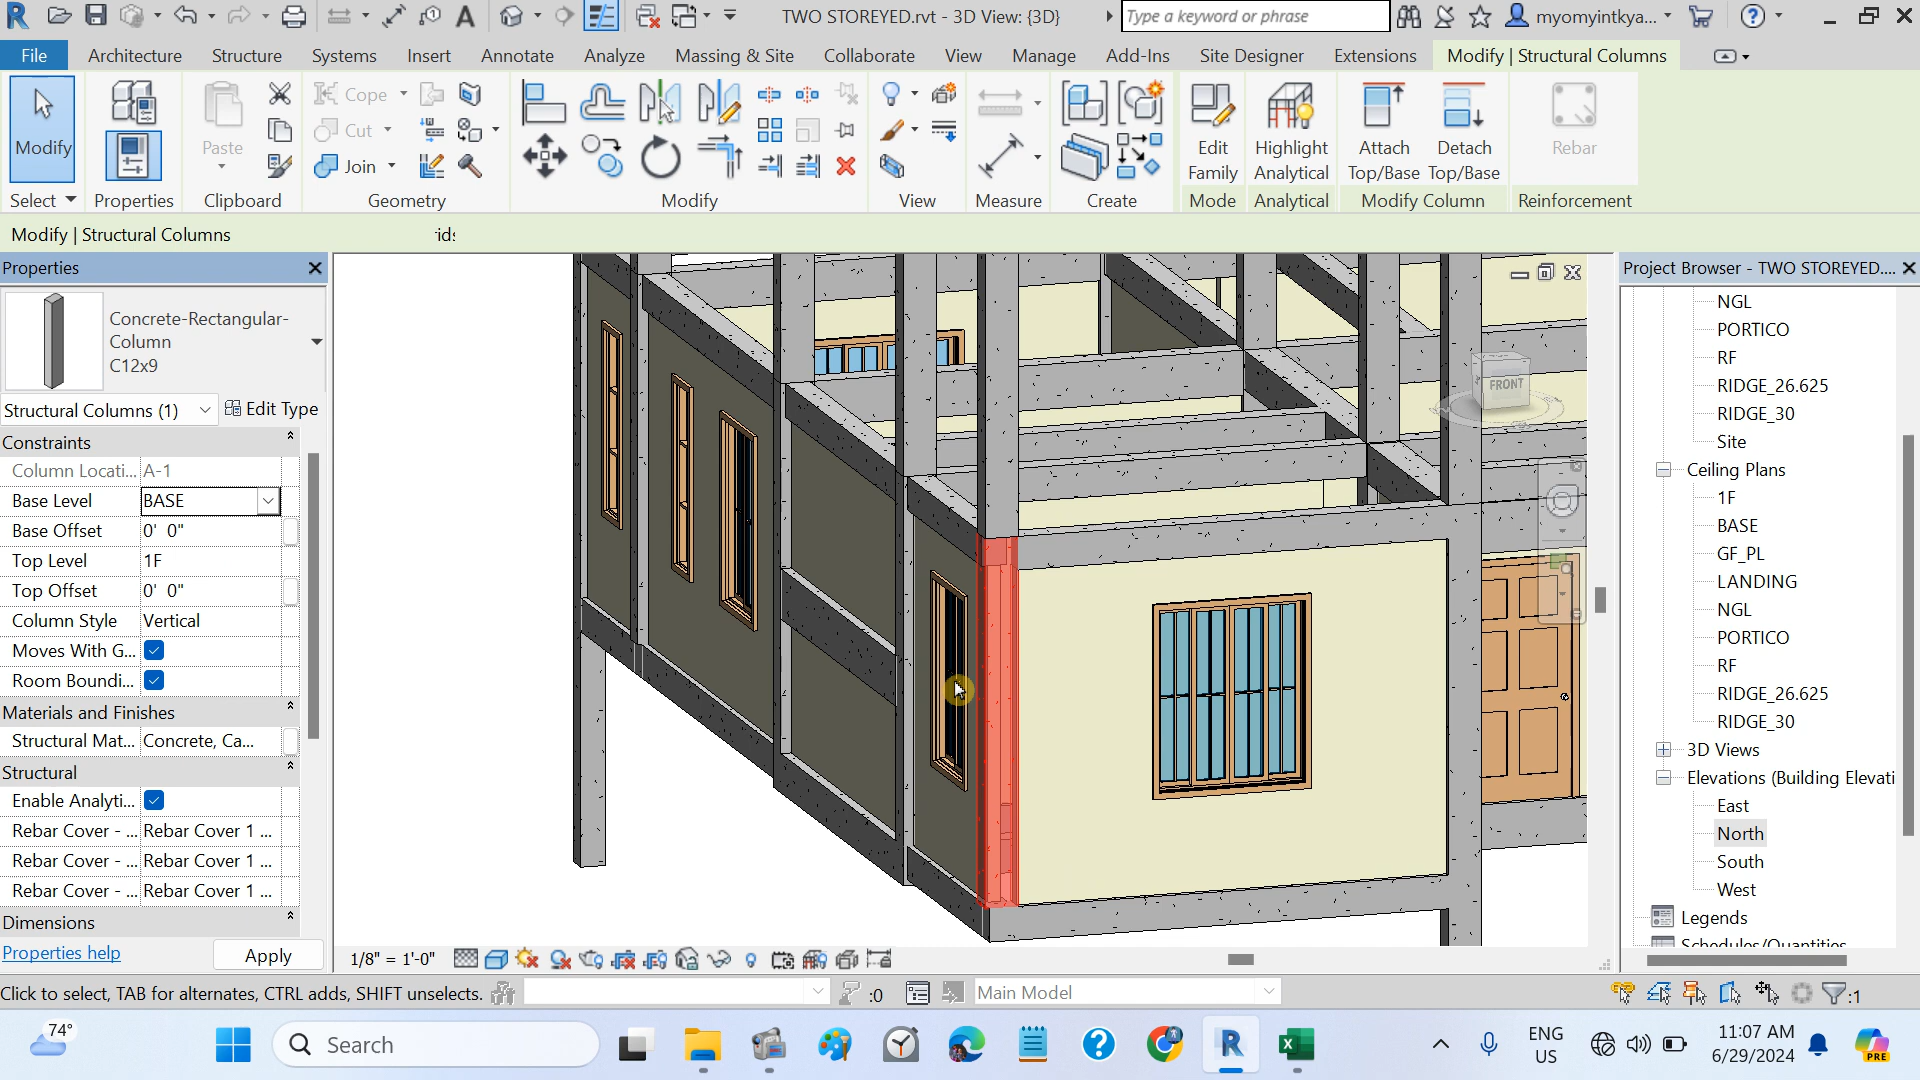 TWO STOREYED.rvt - 3D View: {3D}
Type a keyword or phrase
myomyintkya...
File
Architecture
Structure
Systems
Insert
Annotate
Analyze
Massing & Site
Collaborate
View
Manage
Add-Ins
Site Designer
Extensions
Modify | Structural Columns
Modify
Paste
Cope
Cut
Join
Edit Family
Highlight Analytical
Attach Top/Base
Detach Top/Base
Rebar
Select
Properties
Clipboard
Geometry
Modify
View
Measure
Create
Mode
Analytical
Modify Column
Reinforcement
Modify | Structural Columns
Properties
Concrete-Rectangular-
Column
C12x9
Structural Columns (1)
Edit Type
Constraints
Column Locati... A-1
Base Level BASE
Base Offset 0' 0"
Top Level 1F
Top Offset 0' 0"
Column Style Vertical
Moves With G...
Room Boundi...
Materials and Finishes
Structural Mat... Concrete, Ca...
Structural
Enable Analyti...
Rebar Cover - ... Rebar Cover 1 ...
Rebar Cover - ... Rebar Cover 1 ...
Rebar Cover - ... Rebar Cover 1 ...
Dimensions
Properties help
Apply
FRONT
Project Browser - TWO STOREYED....
NGL
PORTICO
RF
RIDGE_26.625
RIDGE_30
Site
Ceiling Plans
1F
BASE
GF_PL
LANDING
NGL
PORTICO
RF
RIDGE_26.625
RIDGE_30
3D Views
Elevations (Building Elevati
East
North
South
West
Legends
Schedules/Quantities
1/8" = 1'-0"
Click to select, TAB for alternates, CTRL adds, SHIFT unselects.
:0
Main Model
:1
74°
Search
ENG
US
11:07 AM
6/29/2024
PRE